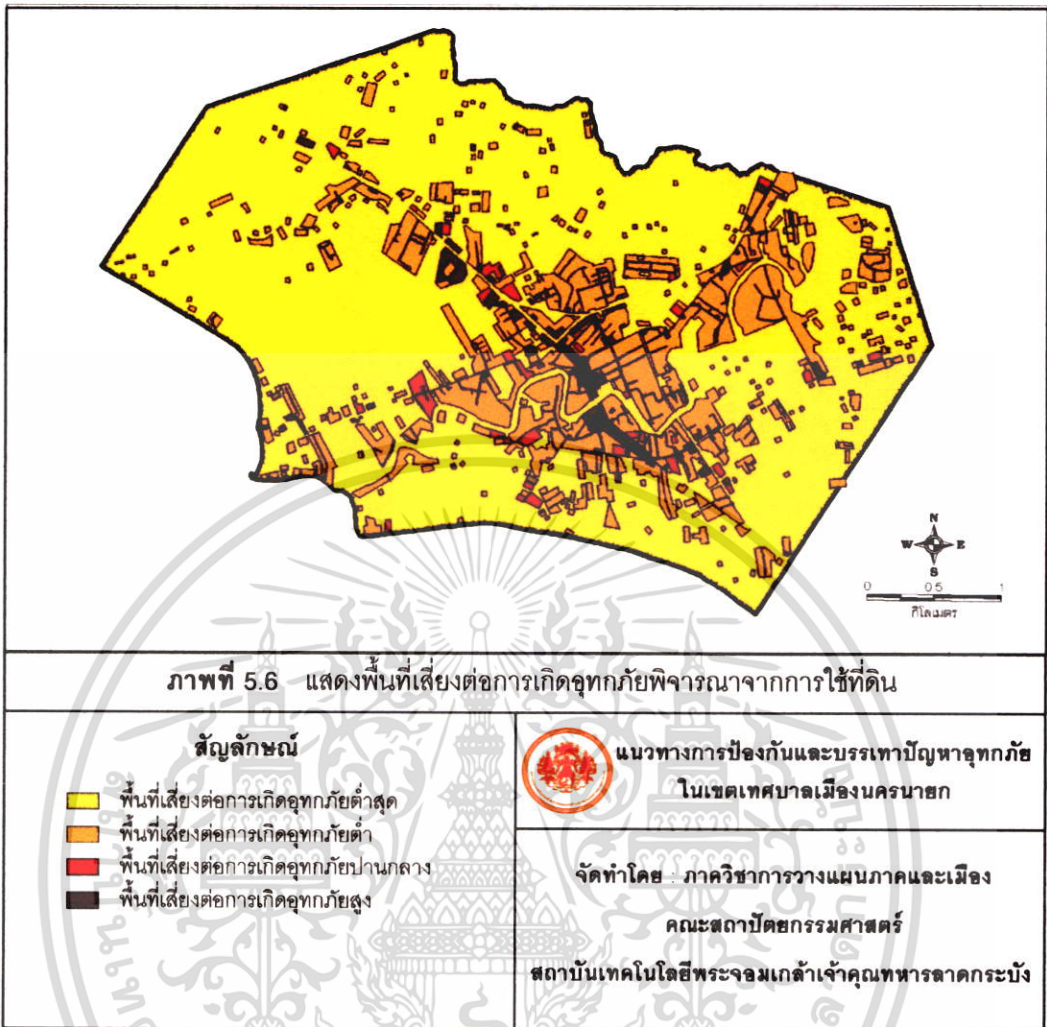 N
W E
S
0 0.5 1
กิโลเมตร
ภาพที่ 5.6 แสดงพื้นที่เสี่ยงต่อการเกิดอุทกภัยพิจารณาจากการใช้ที่ดิน
สัญลักษณ์
พื้นที่เสี่ยงต่อการเกิดอุทกภัยต่ำสุด
พื้นที่เสี่ยงต่อการเกิดอุทกภัยต่ำ
พื้นที่เสี่ยงต่อการเกิดอุทกภัยปานกลาง
พื้นที่เสี่ยงต่อการเกิดอุทกภัยสูง
แนวทางการป้องกันและบรรเทาปัญหาอุทกภัย
ในเขตเทศบาลเมืองนครนายก
จัดทำโดย : ภาควิชาการวางแผนภาคและเมือง
คณะสถาปัตยกรรมศาสตร์
สถาบันเทคโนโลยีพระจอมเกล้าเจ้าคุณทหารลาดกระบัง